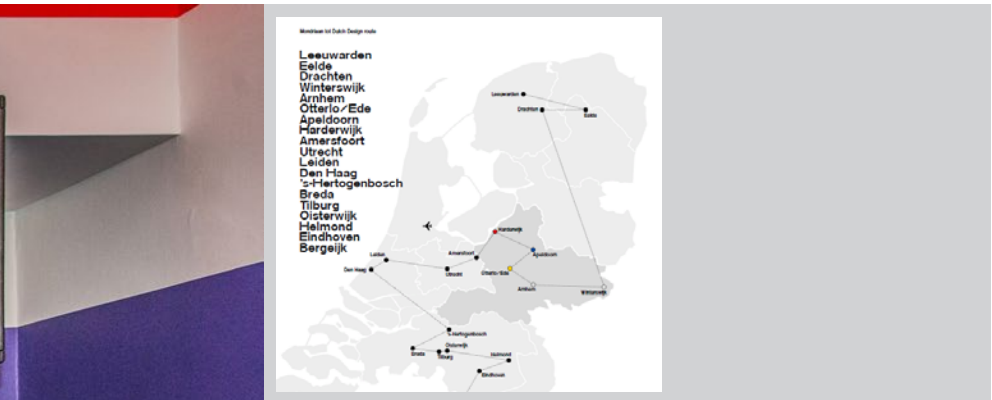 Mondriaan tot Dutch Design route
Leeuwarden
Eelde
Drachten
Winterswijk
Arnhem
Otterlo/Ede
Apeldoorn
Harderwijk
Amersfoort
Utrecht
Leiden
Den Haag
's-Hertogenbosch
Breda
Tilburg
Oisterwijk
Helmond
Eindhoven
Bergeijk
Leeuwarden
Drachten
Eelde
Harderwijk
Amersfoort
Apeldoorn
Leiden
Den Haag
Utrecht
Otterlo/Ede
Arnhem
Winterswijk
's-Hertogenbosch
Oisterwijk
Breda
Tilburg
Helmond
Eindhoven